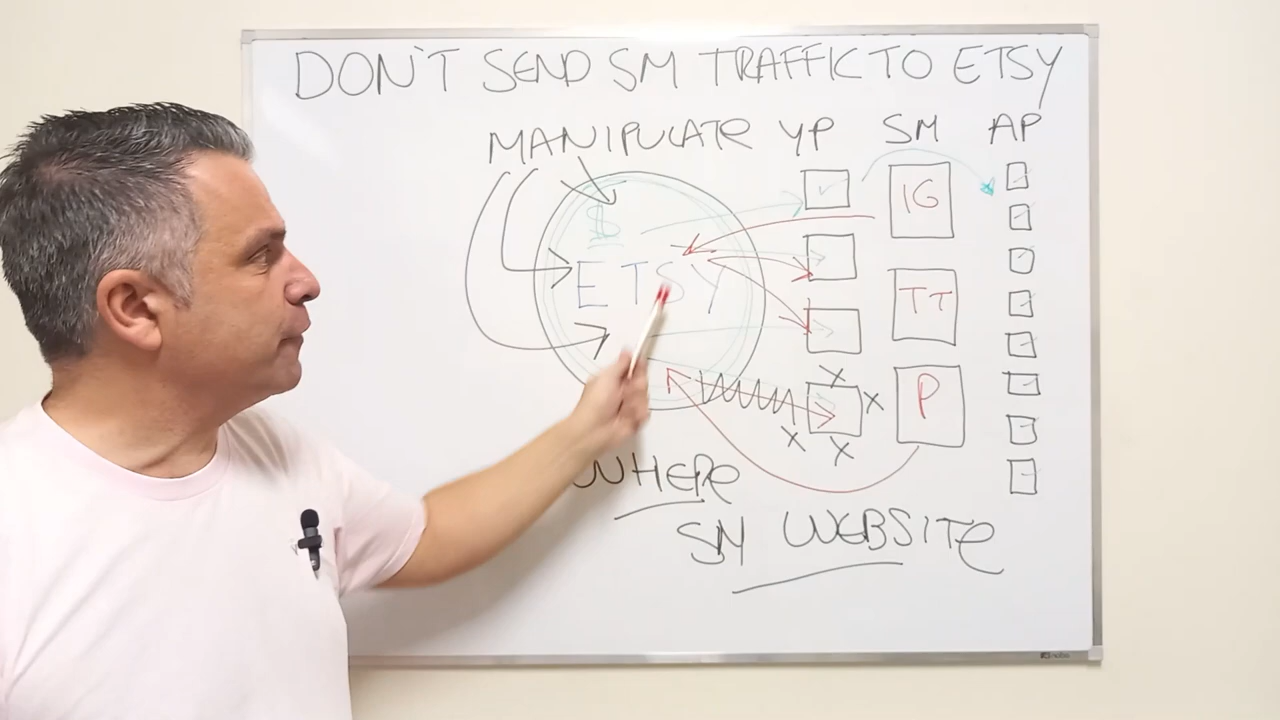 DON'T SEND SM TRAFFIC TO ETSY
MANIPULATE YP SM AP
$
IG
ETSY
TT
P
X
X
X
X
WHERE
SM WEBSITE